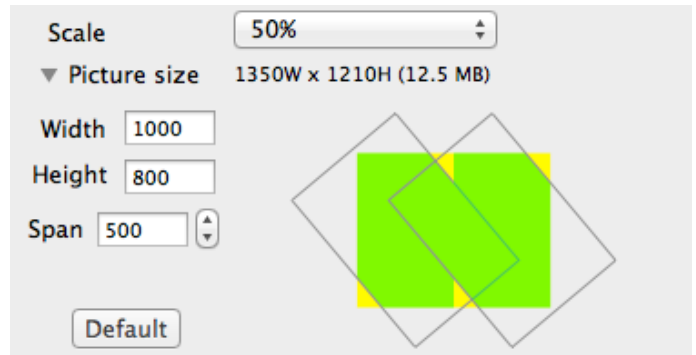 Scale 50%
Picture size 1350W x 1210H (12.5 MB)
Width 1000
Height 800
Span 500
Default